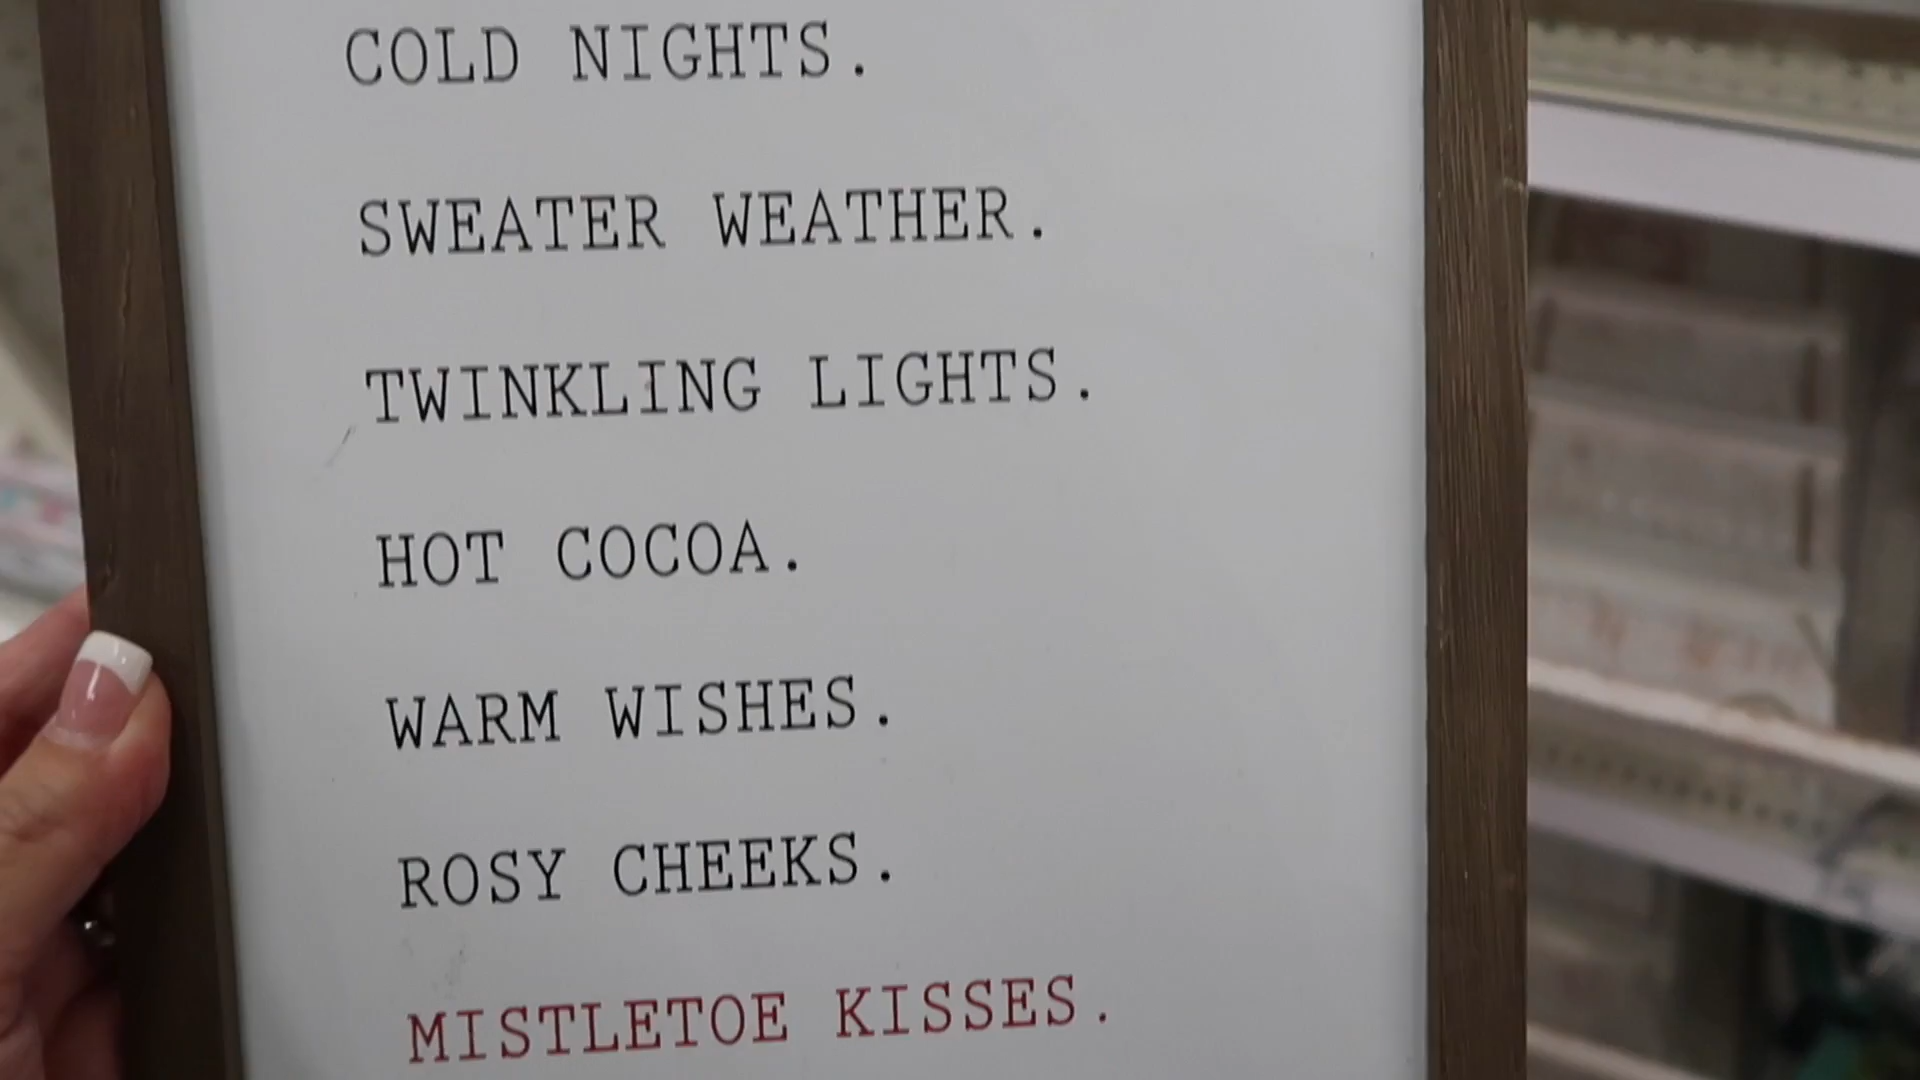 COLD NIGHTS.
SWEATER WEATHER.
TWINKLING LIGHTS.
HOT COCOA.
WARM WISHES.
ROSY CHEEKS.
MISTLETOE KISSES.